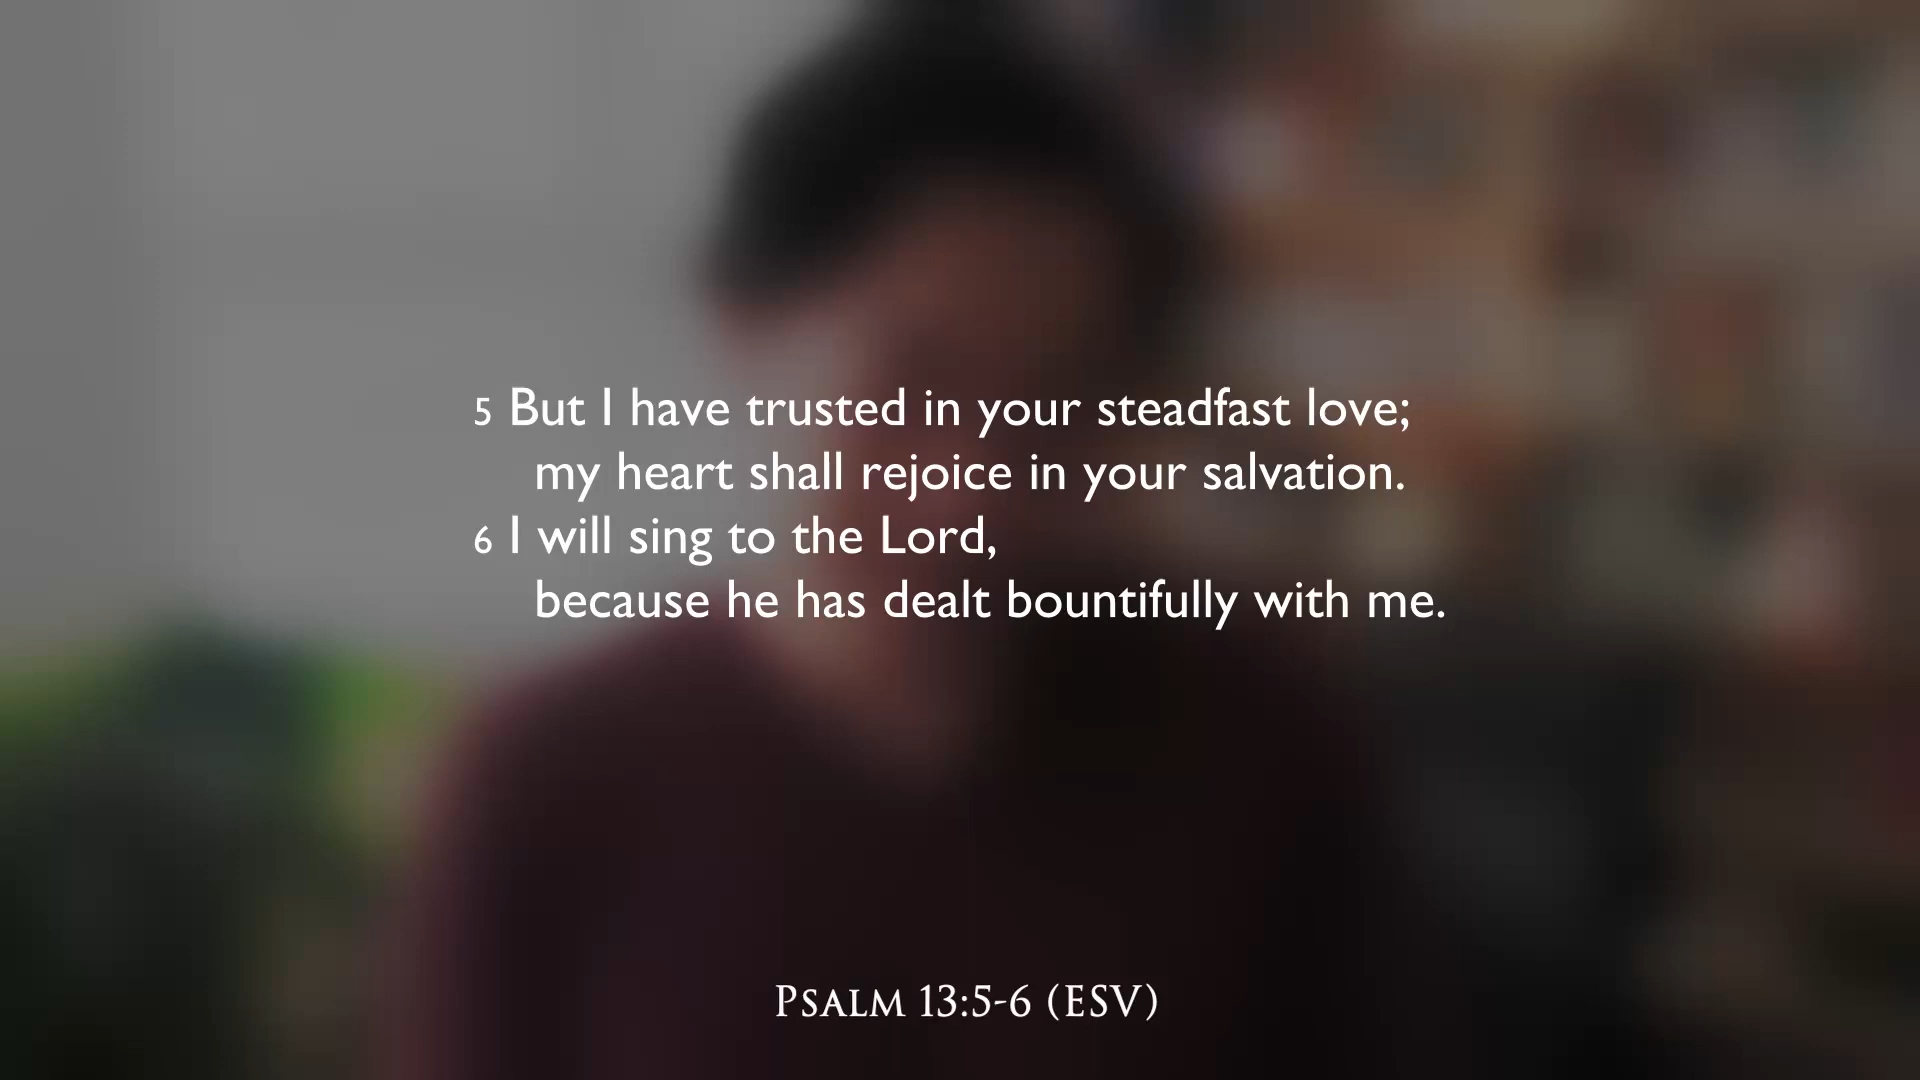 5 But I have trusted in your steadfast love;
my heart shall rejoice in your salvation.
6 I will sing to the Lord,
because he has dealt bountifully with me.
Psalm 13:5-6 (ESV)